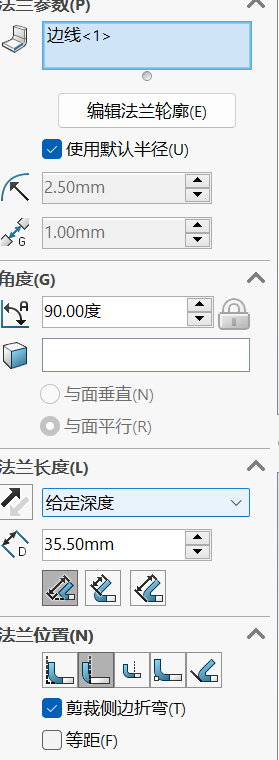 法兰参数(P)
边线<1>
编辑法兰轮廓(E)
使用默认半径(U)
2.50mm
G
1.00mm
角度(G)
A
90.00度
与面垂直(N)
与面平行(R)
法兰长度(L)
给定深度
D
35.50mm
法兰位置(N)
剪裁侧边折弯(T)
等距(F)